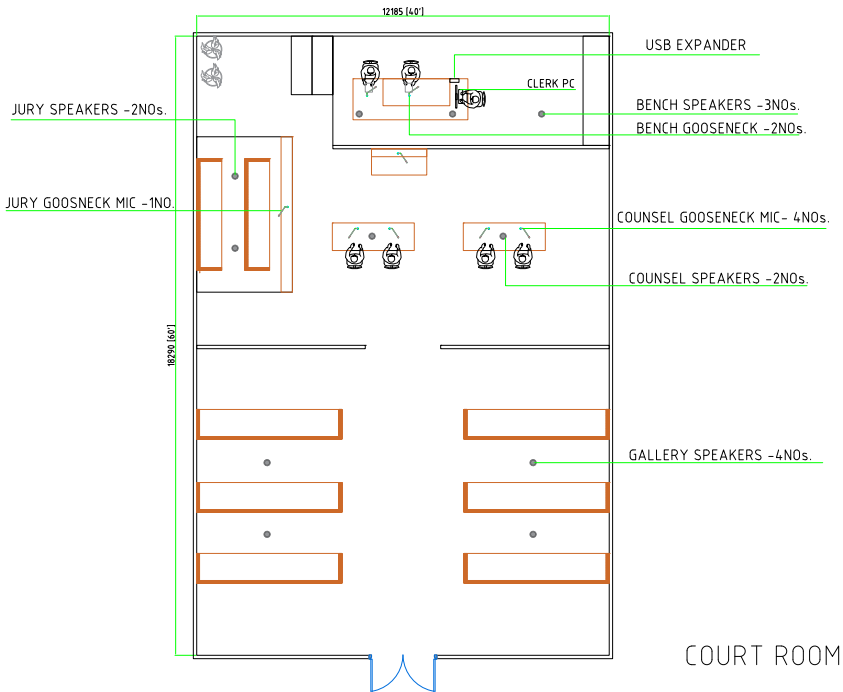 12185 [40']
USB EXPANDER
CLERK PC
JURY SPEAKERS -2NOs.
BENCH SPEAKERS -3NOs.
BENCH GOOSENECK -2NOs.
JURY GOOSNECK MIC -1NO.
COUNSEL GOOSENECK MIC- 4NOs.
COUNSEL SPEAKERS -2NOs.
18290 [60']
GALLERY SPEAKERS -4NOs.
COURT ROOM